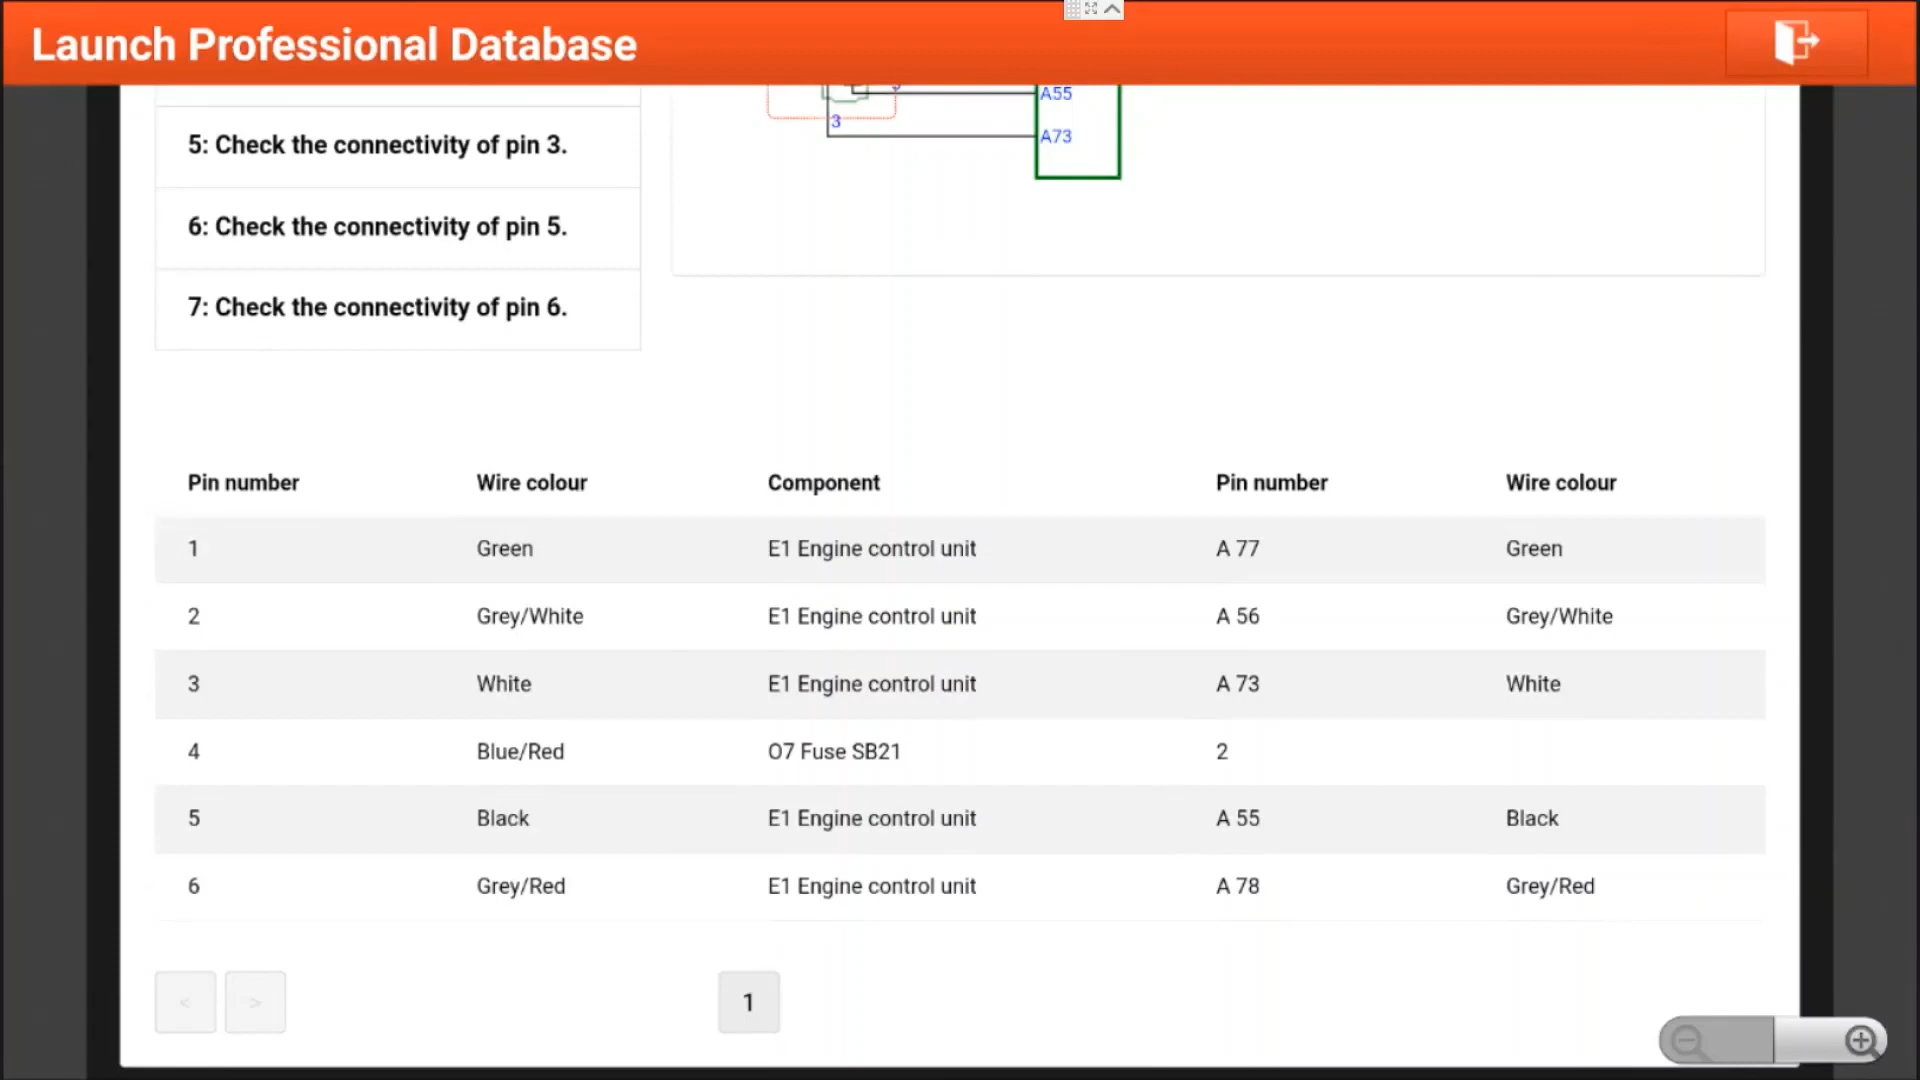 Launch Professional Database
A55
3
A73
5: Check the connectivity of pin 3.
6: Check the connectivity of pin 5.
7: Check the connectivity of pin 6.
Pin number Wire colour Component Pin number Wire colour
1 Green E1 Engine control unit A 77 Green
2 Grey/White E1 Engine control unit A 56 Grey/White
3 White E1 Engine control unit A 73 White
4 Blue/Red O7 Fuse SB21 2
5 Black E1 Engine control unit A 55 Black
6 Grey/Red E1 Engine control unit A 78 Grey/Red
< > 1